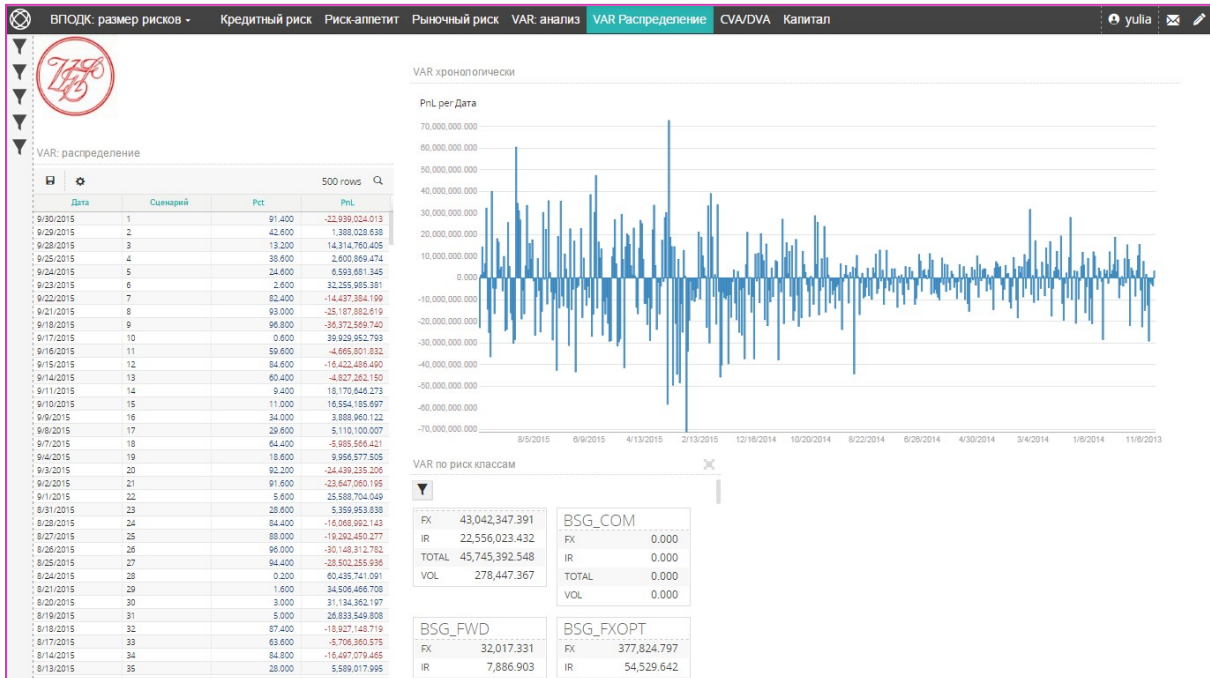 ВПОДК: размер рисков Кредитный риск Риск-аппетит Рыночный риск VAR: анализ VAR Распределение CVA/DVA Капитал yulia
VAR: распределение
500 rows
Дата Сценарий Pct PnL
9/30/2015 1 91.400 -22,939,024.013
9/29/2015 2 42.600 1,388,028.638
9/28/2015 3 13.200 14,314,760.405
9/25/2015 4 38.600 2,600,869.474
9/24/2015 5 24.600 6,593,681.345
9/23/2015 6 2.600 32,255,985.381
9/22/2015 7 82.400 -14,437,384.199
9/21/2015 8 93.000 -25,187,882.619
9/18/2015 9 96.800 -36,372,569.740
9/17/2015 10 0.600 39,929,952.793
9/16/2015 11 59.600 -4,665,801.832
9/15/2015 12 84.600 -16,422,486.490
9/14/2015 13 60.400 -4,827,262.150
9/11/2015 14 9.400 18,170,646.273
9/10/2015 15 11.000 16,554,185.697
9/9/2015 16 34.000 3,888,960.122
9/8/2015 17 29.600 5,110,100.007
9/7/2015 18 64.400 -5,985,566.421
9/4/2015 19 18.600 9,956,577.505
9/3/2015 20 92.200 -24,439,235.206
9/2/2015 21 91.600 -23,647,060.195
9/1/2015 22 5.600 25,588,704.049
8/31/2015 23 28.600 5,359,953.838
8/28/2015 24 84.400 -16,068,992.143
8/27/2015 25 88.000 -19,292,450.277
8/26/2015 26 96.000 -30,148,312.782
8/25/2015 27 94.400 -28,502,255.936
8/24/2015 28 0.200 60,435,741.091
8/21/2015 29 1.600 34,506,466.708
8/20/2015 30 3.000 31,134,362.197
8/19/2015 31 5.000 26,833,549.808
8/18/2015 32 87.400 -18,927,148.719
8/17/2015 33 63.600 -5,706,360.575
8/14/2015 34 84.800 -16,497,079.465
8/13/2015 35 28.000 5,589,017.995
VAR хронологически
PnL per Дата
70,000,000.000
60,000,000.000
50,000,000.000
40,000,000.000
30,000,000.000
20,000,000.000
10,000,000.000
0.000
-10,000,000.000
-20,000,000.000
-30,000,000.000
-40,000,000.000
-50,000,000.000
-60,000,000.000
-70,000,000.000
8/5/2015 6/9/2015 4/13/2015 2/13/2015 12/18/2014 10/20/2014 8/22/2014 6/26/2014 4/30/2014 3/4/2014 1/6/2014 11/8/2013
VAR по риск классам
FX 43,042,347.391
IR 22,556,023.432
TOTAL 45,745,392.548
VOL 278,447.367
BSG_COM
FX 0.000
IR 0.000
TOTAL 0.000
VOL 0.000
BSG_FWD
FX 32,017.331
IR 7,886.903
BSG_FXOPT
FX 377,824.797
IR 54,529.642